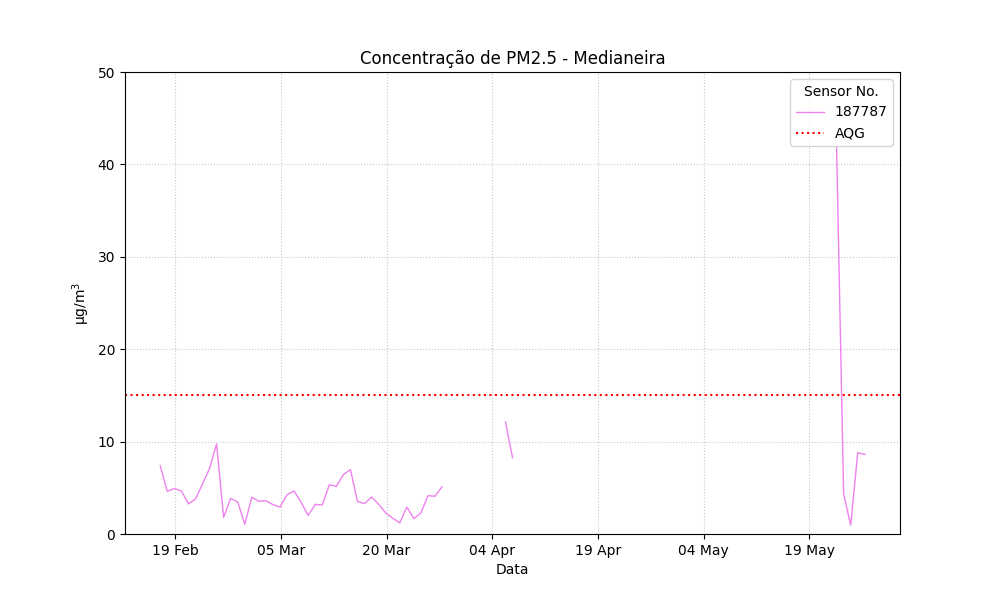 Concentração de PM2.5 - Medianeira
Sensor No.
187787
AQG
50
40
30
20
10
0
µg/m³
19 Feb
05 Mar
20 Mar
04 Apr
19 Apr
04 May
19 May
Data